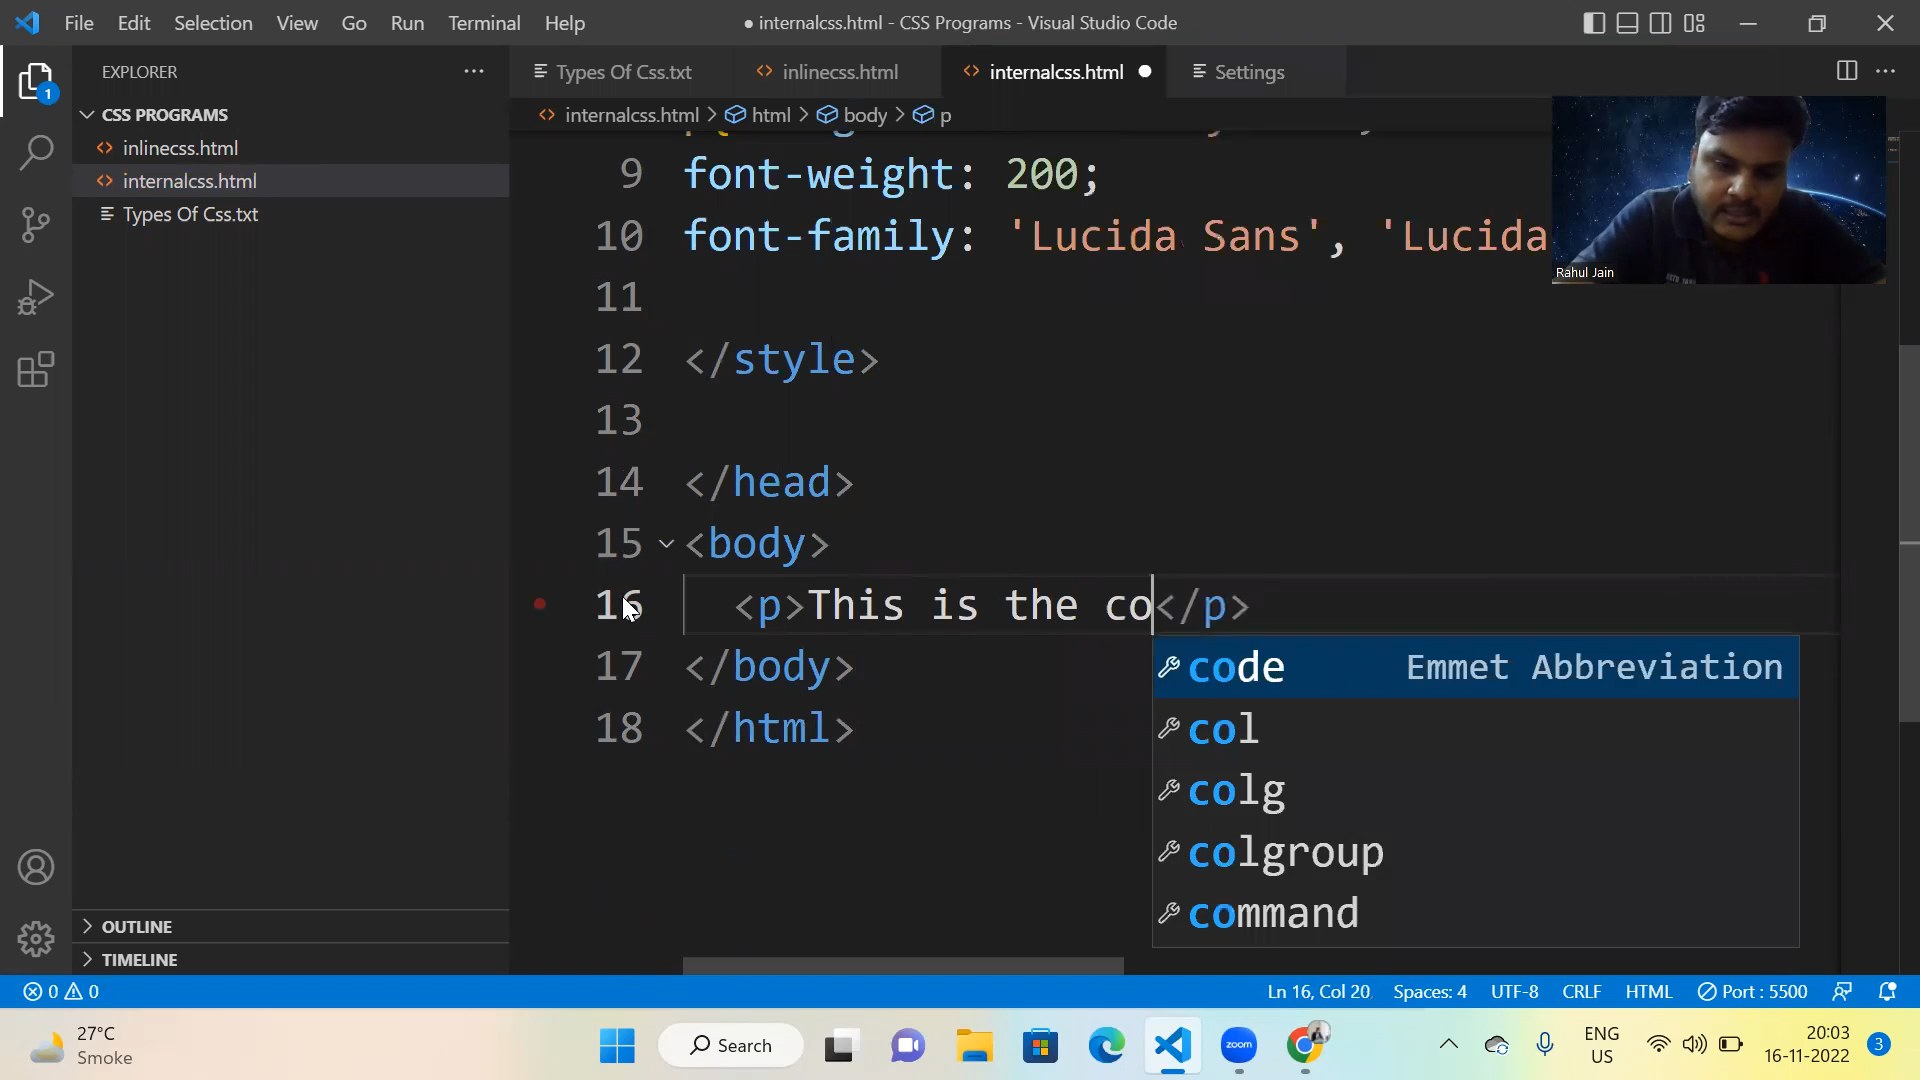 File Edit Selection View Go Run Terminal Help
● internalcss.html - CSS Programs - Visual Studio Code
EXPLORER
Types Of Css.txt
inlinecss.html
internalcss.html
Settings
1
CSS PROGRAMS
inlinecss.html
internalcss.html
Types Of Css.txt
internalcss.html > html > body > p
9 font-weight: 200;
10 font-family: 'Lucida Sans', 'Lucida
11
12 </style>
13
14 </head>
15 <body>
16 <p>This is the co</p>
17 </body>
18 </html>
code Emmet Abbreviation
col
colg
colgroup
command
Rahul Jain
OUTLINE
TIMELINE
0 0
Ln 16, Col 20 Spaces: 4 UTF-8 CRLF HTML Port : 5500
27°C
Smoke
Search
zoom
ENG
US
20:03
16-11-2022
3